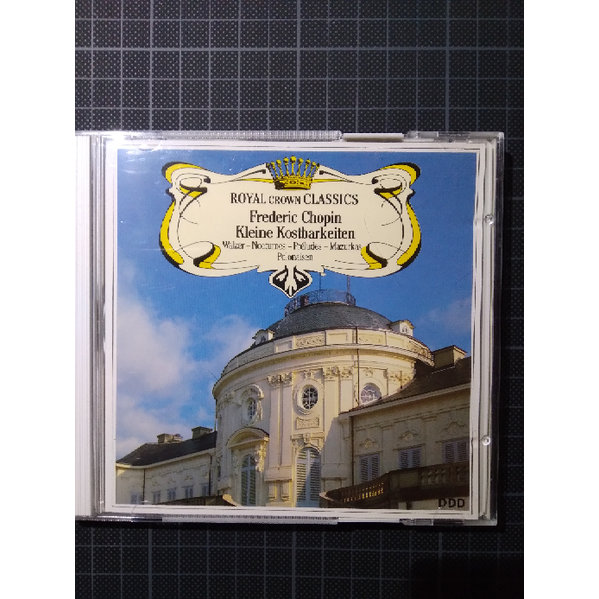 ROYAL CROWN CLASSICS
Frederic Chopin
Kleine Kostbarkeiten
Walzer – Nocturnes – Préludes – Mazurkas
Polonaisen
DDD